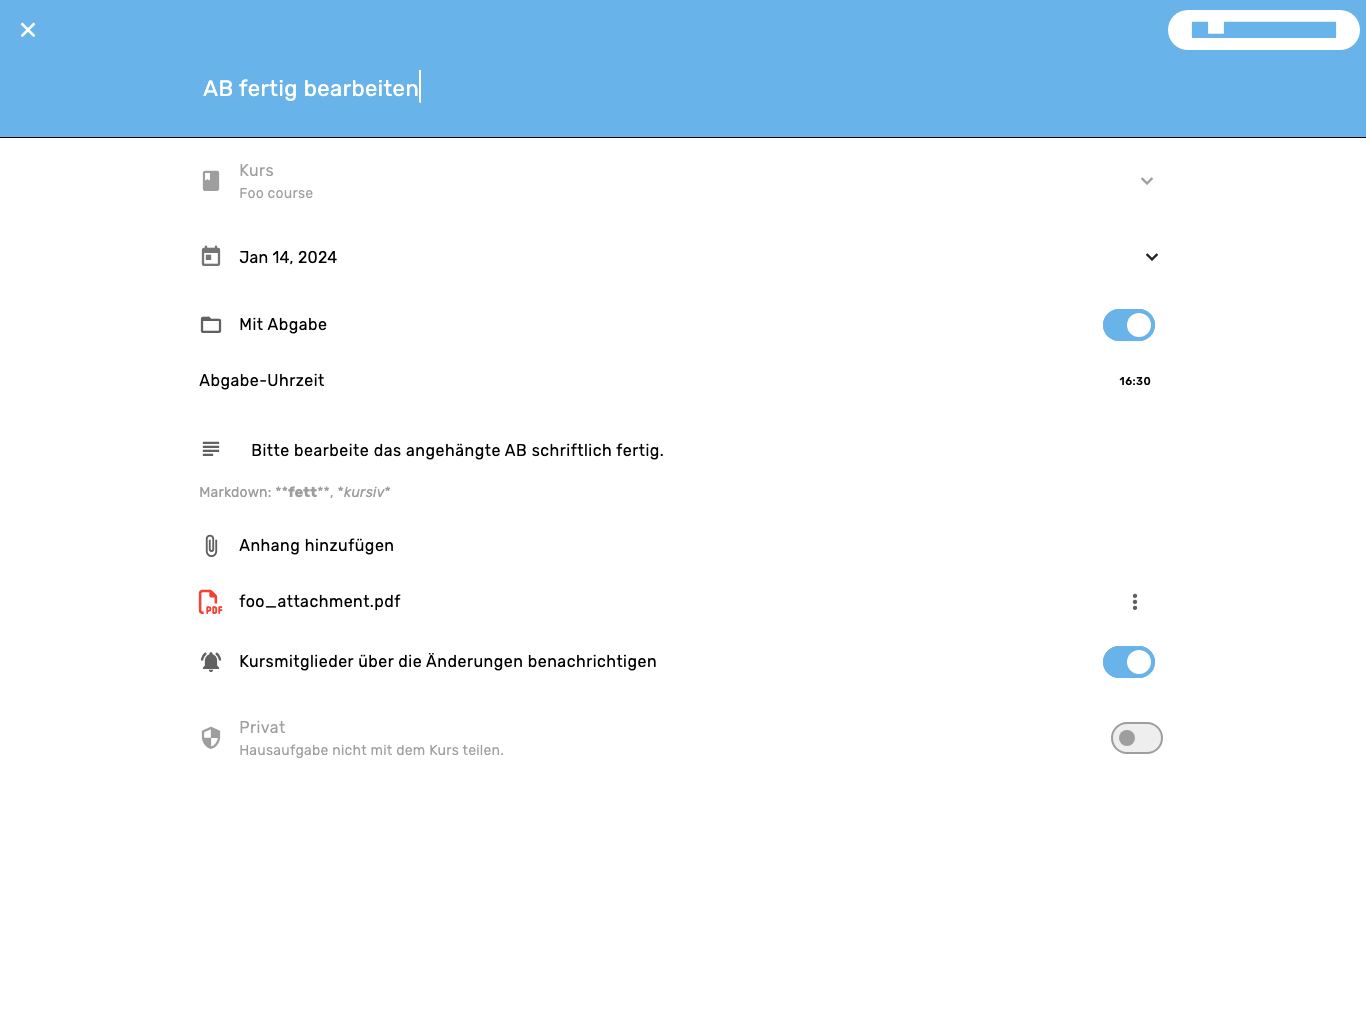 AB fertig bearbeiten
Kurs
Foo course
Jan 14, 2024
Mit Abgabe
Abgabe-Uhrzeit
16:30
Bitte bearbeite das angehängte AB schriftlich fertig.
Markdown: **fett**, *kursiv*
Anhang hinzufügen
PDF
foo_attachment.pdf
Kursmitglieder über die Änderungen benachrichtigen
Privat
Hausaufgabe nicht mit dem Kurs teilen.